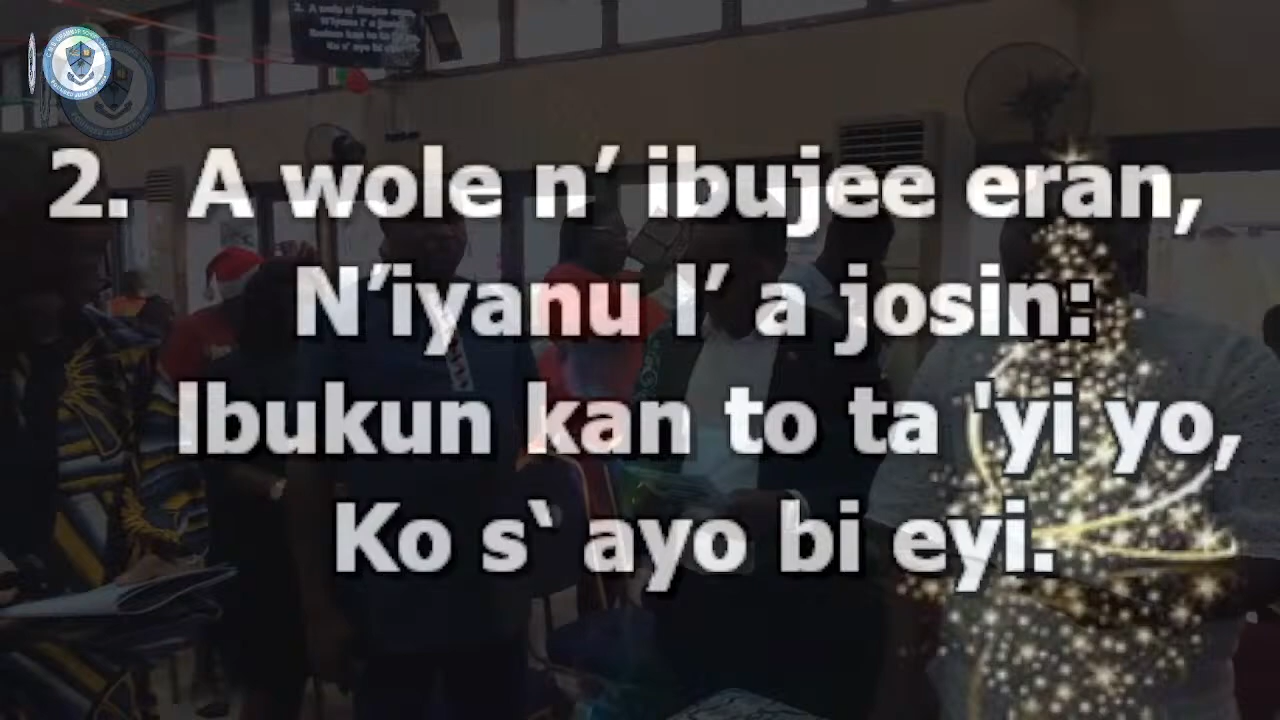 2. A wole n’ ibujee eran,
N’iyanu l’ a josin:
Ibukun kan to ta 'yi yo,
Ko s‘ ayo bi eyi.